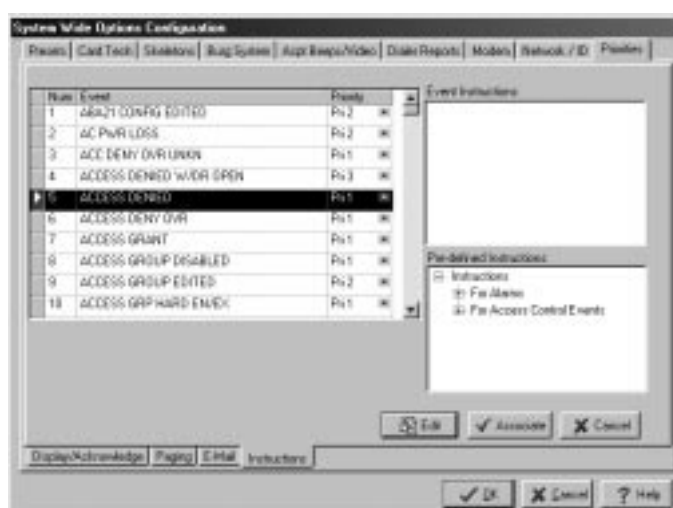 System Wide Options Configuration
Presets Card Tech Skeletons Burg System Aspt Beeps/Video Dialer Reports Modem Network / ID Priorities
Num Event Priority
1 ABA21 CONFIG EDITED Pri 2
2 AC PWR LOSS Pri 2
3 ACC DENY OVR UNKN Pri 1
4 ACCESS DENIED W/DR OPEN Pri 3
5 ACCESS DENIED Pri 1
6 ACCESS DENY OVR Pri 1
7 ACCESS GRANT Pri 1
8 ACCESS GROUP DISABLED Pri 1
9 ACCESS GROUP EDITED Pri 2
10 ACCESS GRP HARD EN/EX Pri 1
Event Instructions
Pre-defined Instructions
Instructions
For Alarms
For Access Control Events
Edit Associate Cancel
Display/Acknowledge Paging E-Mail Instructions
OK Cancel ? Help